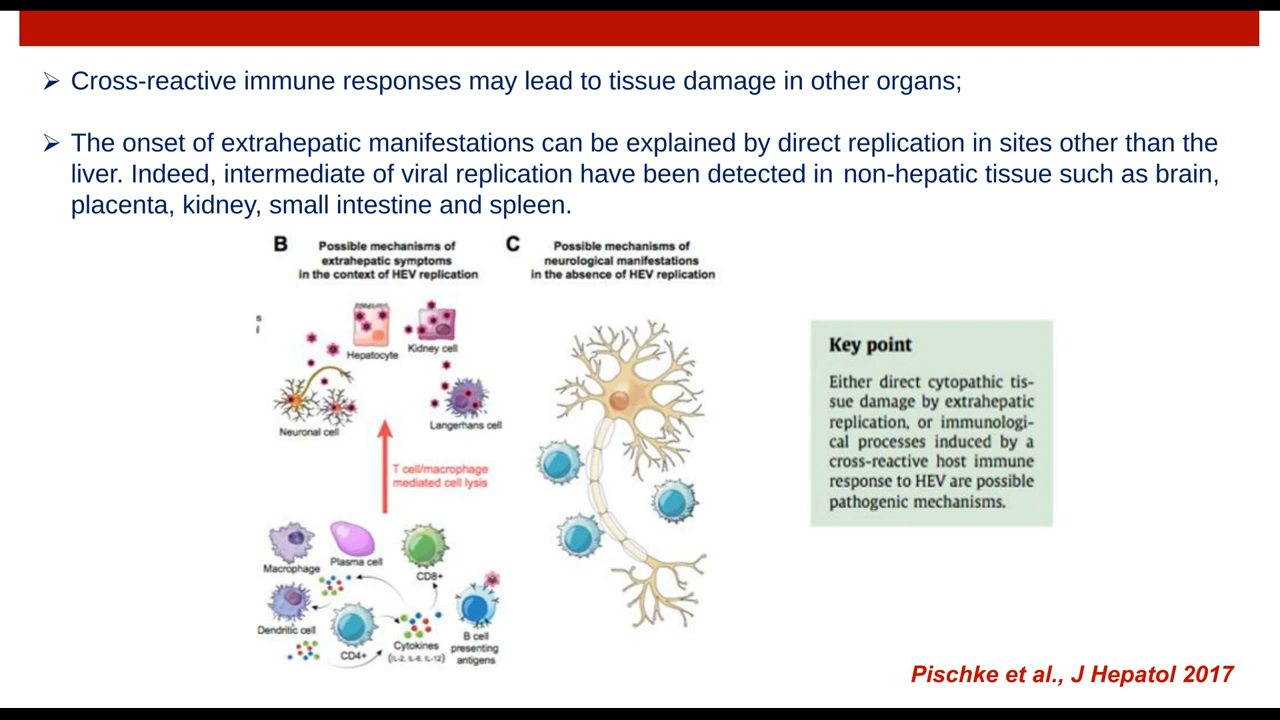 ➢ Cross-reactive immune responses may lead to tissue damage in other organs;
➢ The onset of extrahepatic manifestations can be explained by direct replication in sites other than the
liver. Indeed, intermediate of viral replication have been detected in non-hepatic tissue such as brain,
placenta, kidney, small intestine and spleen.
B
Possible mechanisms of
extrahepatic symptoms
in the context of HEV replication
C
Possible mechanisms of
neurological manifestations
in the absence of HEV replication
s
Hepatocyte
Kidney cell
Neuronal cell
Langerhans cell
T cell/macrophage
mediated cell lysis
Macrophage
Plasma cell
CD8+
Dendritic cell
CD4+
Cytokines
(IL-2, IL-6, IL-12)
B cell
presenting
antigens
Key point
Either direct cytopathic tis-
sue damage by extrahepatic
replication, or immunologi-
cal processes induced by a
cross-reactive host immune
response to HEV are possible
pathogenic mechanisms.
Pischke et al., J Hepatol 2017